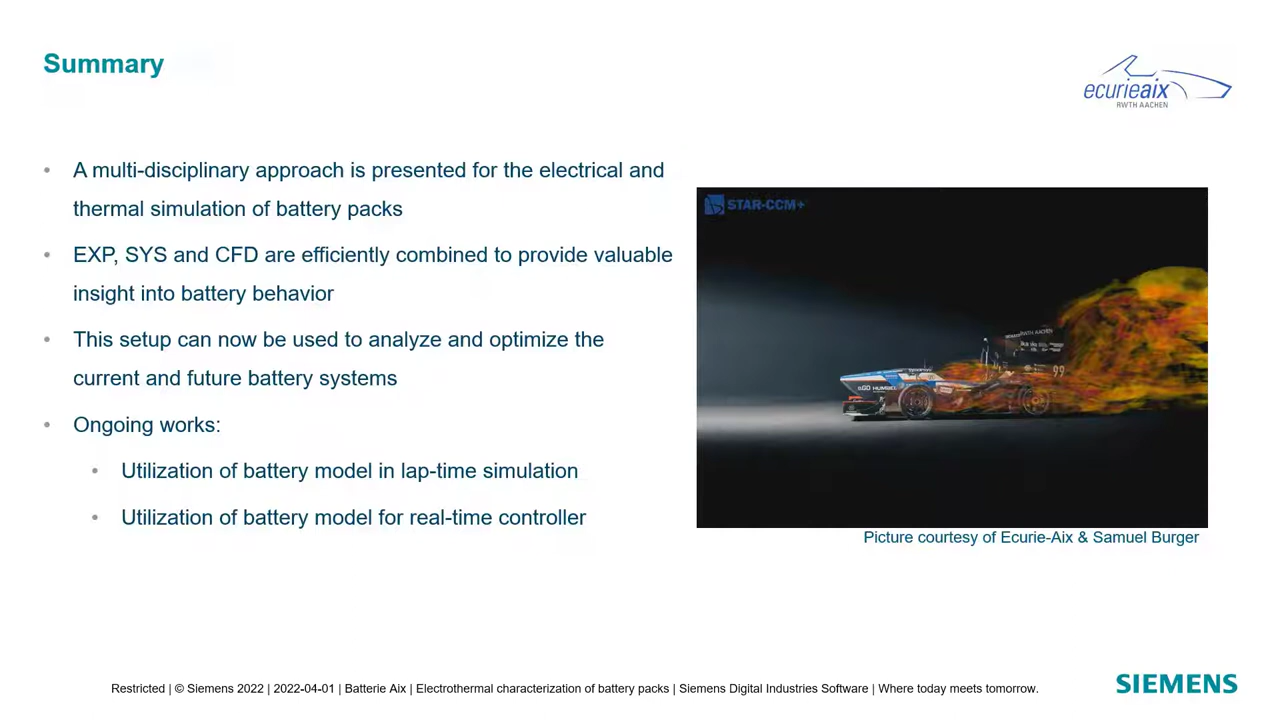 Summary
ecurieaix
RWTH AACHEN
• A multi-disciplinary approach is presented for the electrical and
thermal simulation of battery packs
• EXP, SYS and CFD are efficiently combined to provide valuable
insight into battery behavior
• This setup can now be used to analyze and optimize the
current and future battery systems
• Ongoing works:
• Utilization of battery model in lap-time simulation
• Utilization of battery model for real-time controller
STAR-CCM+
RWTH AACHEN
99
HUMBEL
Picture courtesy of Ecurie-Aix & Samuel Burger
Restricted | © Siemens 2022 | 2022-04-01 | Batterie Aix | Electrothermal characterization of battery packs | Siemens Digital Industries Software | Where today meets tomorrow.
SIEMENS